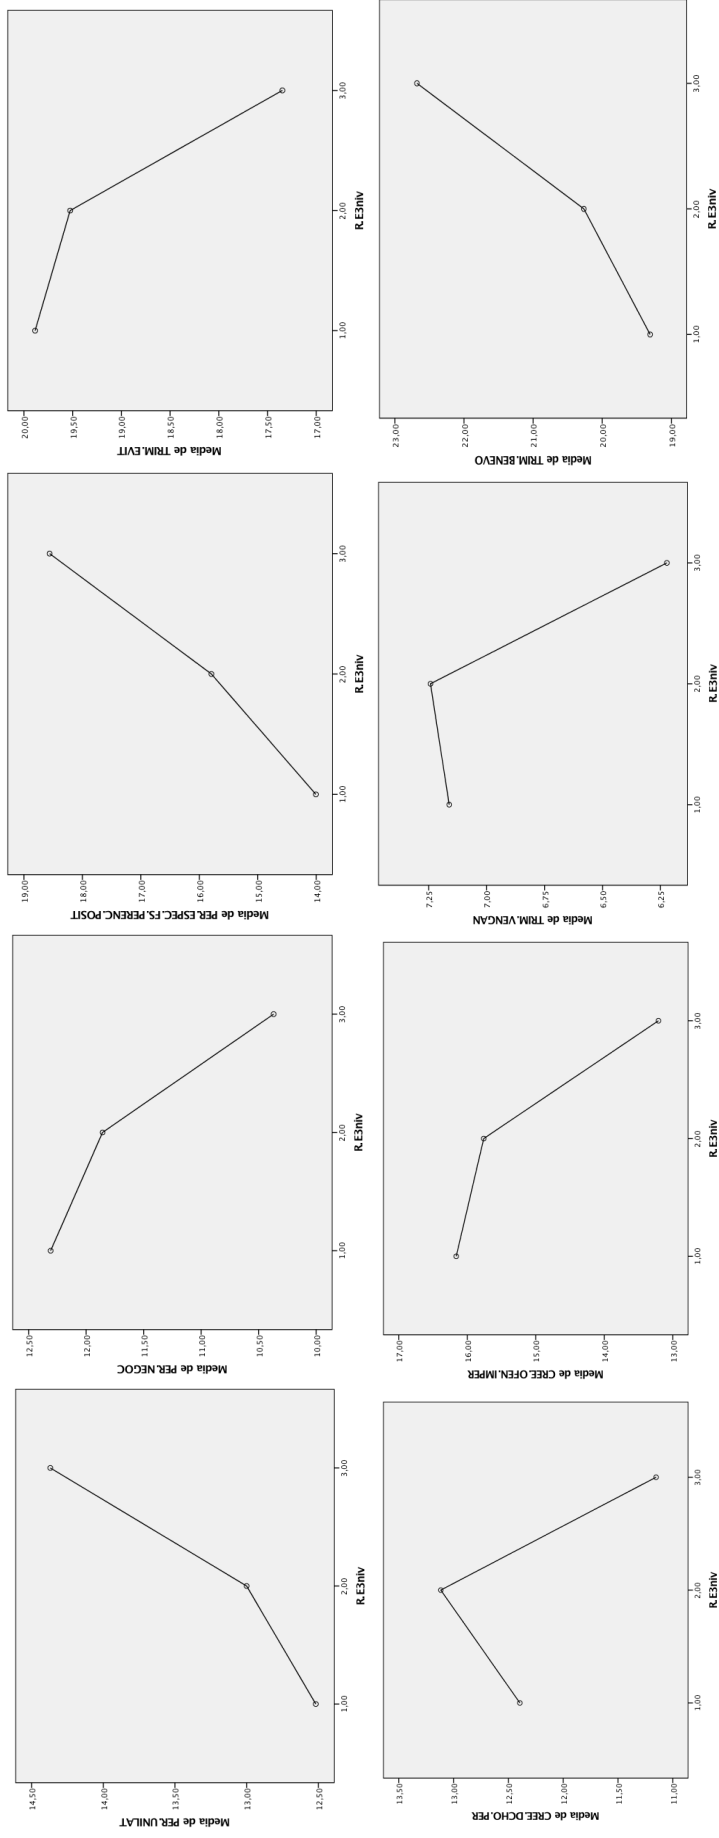 Media de PER.UNILAT
14,50
14,00
13,50
13,00
12,50
1,00 2,00 3,00
R.E3niv
Media de PER.NEGOC
12,50
12,00
11,50
11,00
10,50
10,00
1,00 2,00 3,00
R.E3niv
Media de PER.ESPEC.FS.PERENC.POSIT
19,00
18,00
17,00
16,00
15,00
14,00
1,00 2,00 3,00
R.E3niv
Media de TRIM.EVIT
20,00
19,50
19,00
18,50
18,00
17,50
17,00
1,00 2,00 3,00
R.E3niv
Media de CREE.DCHO.PER
13,50
13,00
12,50
12,00
11,50
11,00
1,00 2,00 3,00
R.E3niv
Media de CREE.OFEN.IMPER
17,00
16,00
15,00
14,00
13,00
1,00 2,00 3,00
R.E3niv
Media de TRIM.VENGAN
7,25
7,00
6,75
6,50
6,25
1,00 2,00 3,00
R.E3niv
Media de TRIM.BENEVO
23,00
22,00
21,00
20,00
19,00
1,00 2,00 3,00
R.E3niv